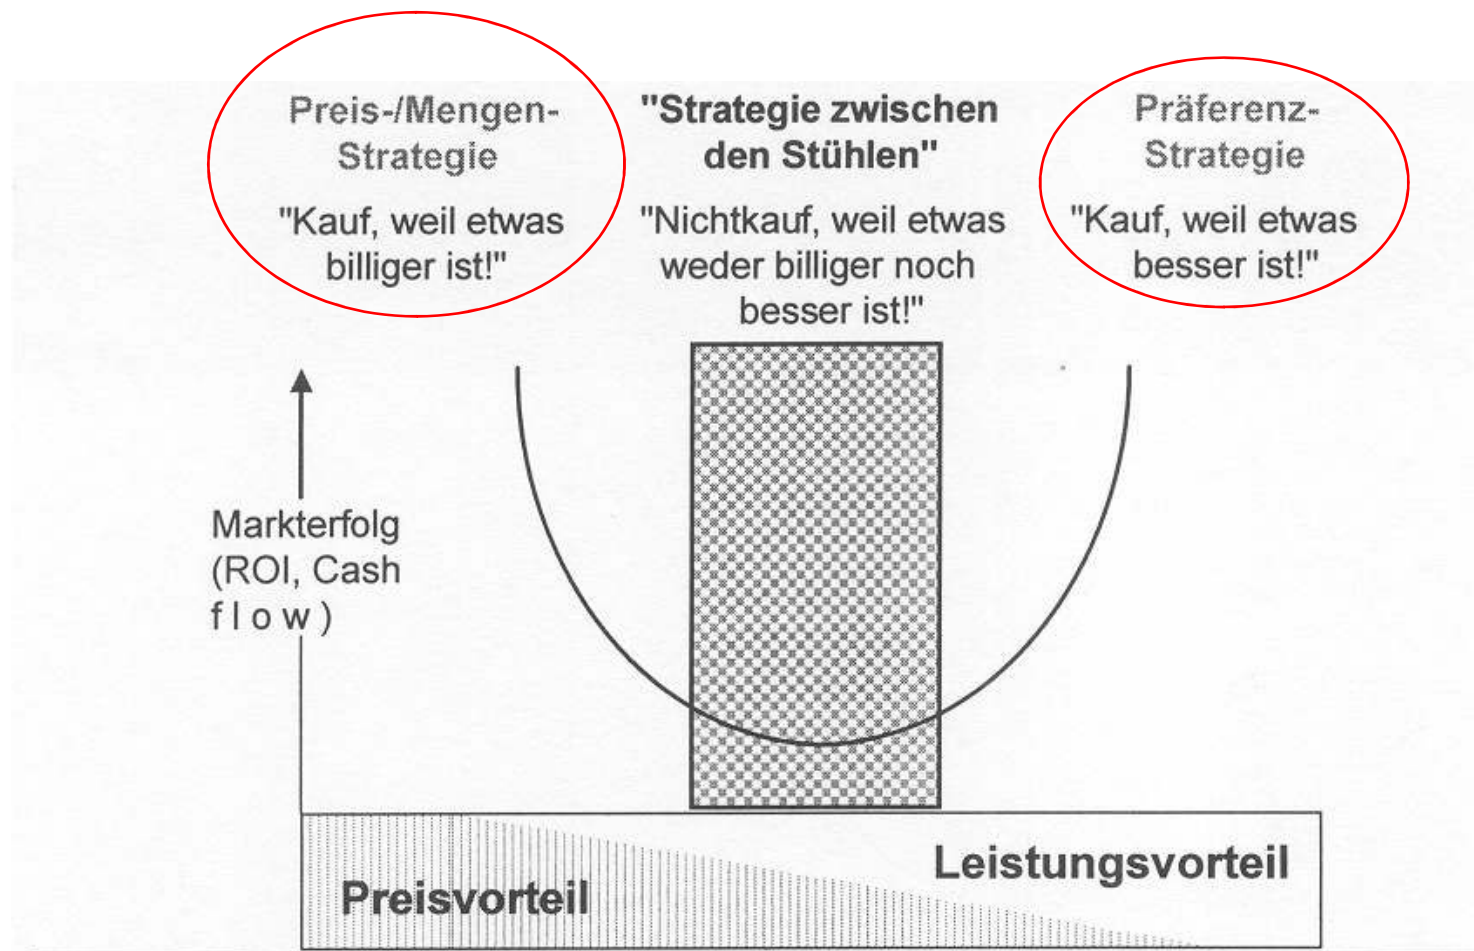 Preis-/Mengen-
Strategie
"Kauf, weil etwas
billiger ist!"
"Strategie zwischen
den Stühlen"
"Nichtkauf, weil etwas
weder billiger noch
besser ist!"
Präferenz-
Strategie
"Kauf, weil etwas
besser ist!"
Markterfolg
(ROI, Cash
f l o w )
Leistungsvorteil
Preisvorteil